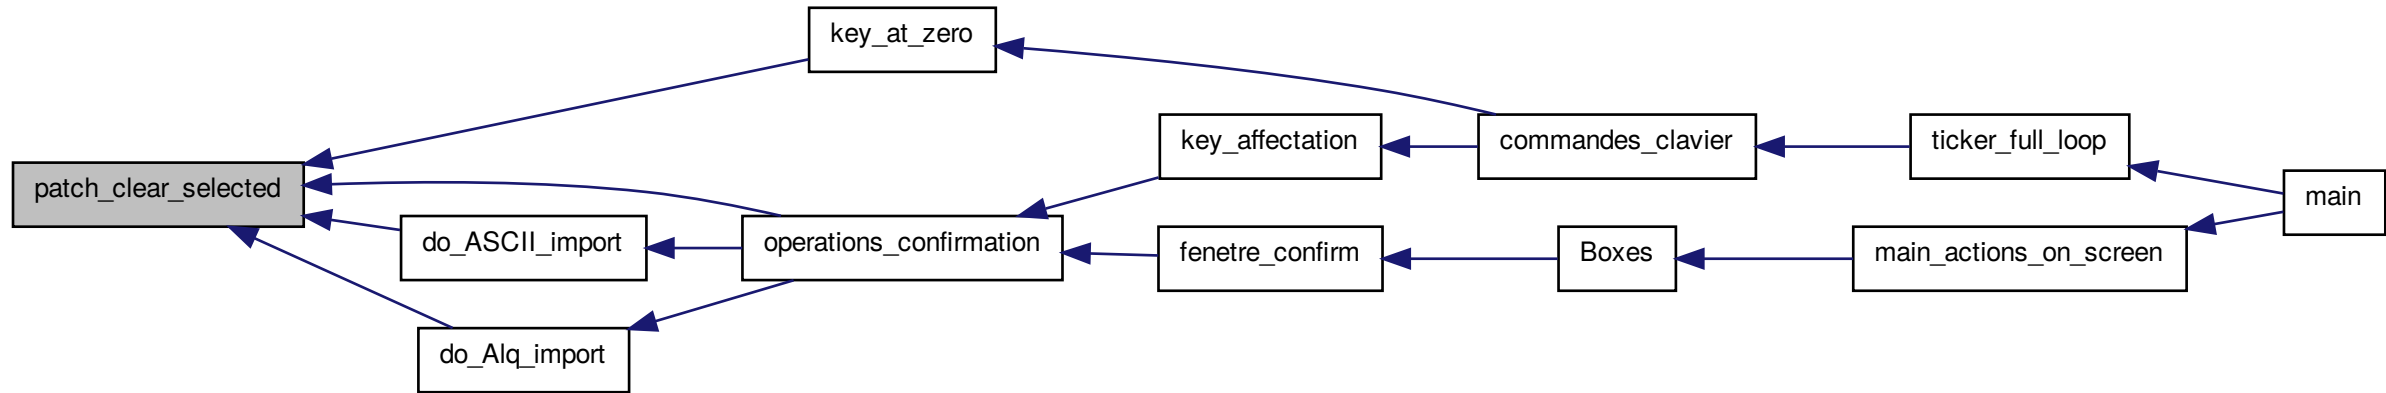 key_at_zero
key_affectation
commandes_clavier
ticker_full_loop
patch_clear_selected
main
do_ASCII_import
operations_confirmation
fenetre_confirm
Boxes
main_actions_on_screen
do_Alq_import